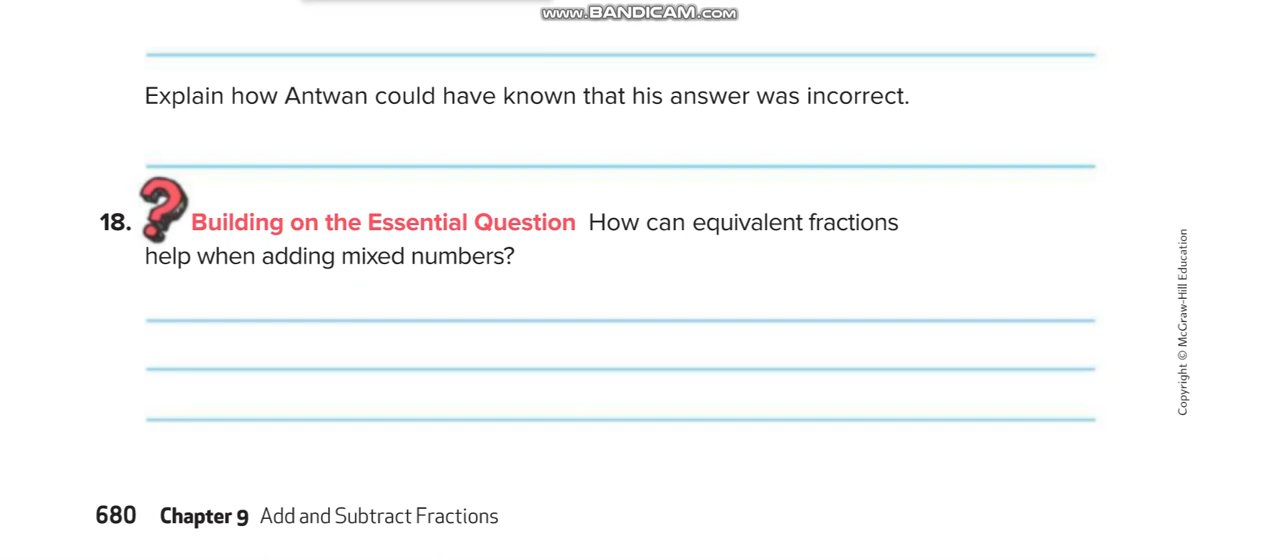 www.BANDICAM.com
Explain how Antwan could have known that his answer was incorrect.
18. Building on the Essential Question How can equivalent fractions
help when adding mixed numbers?
Copyright © McGraw-Hill Education
680 Chapter 9 Add and Subtract Fractions